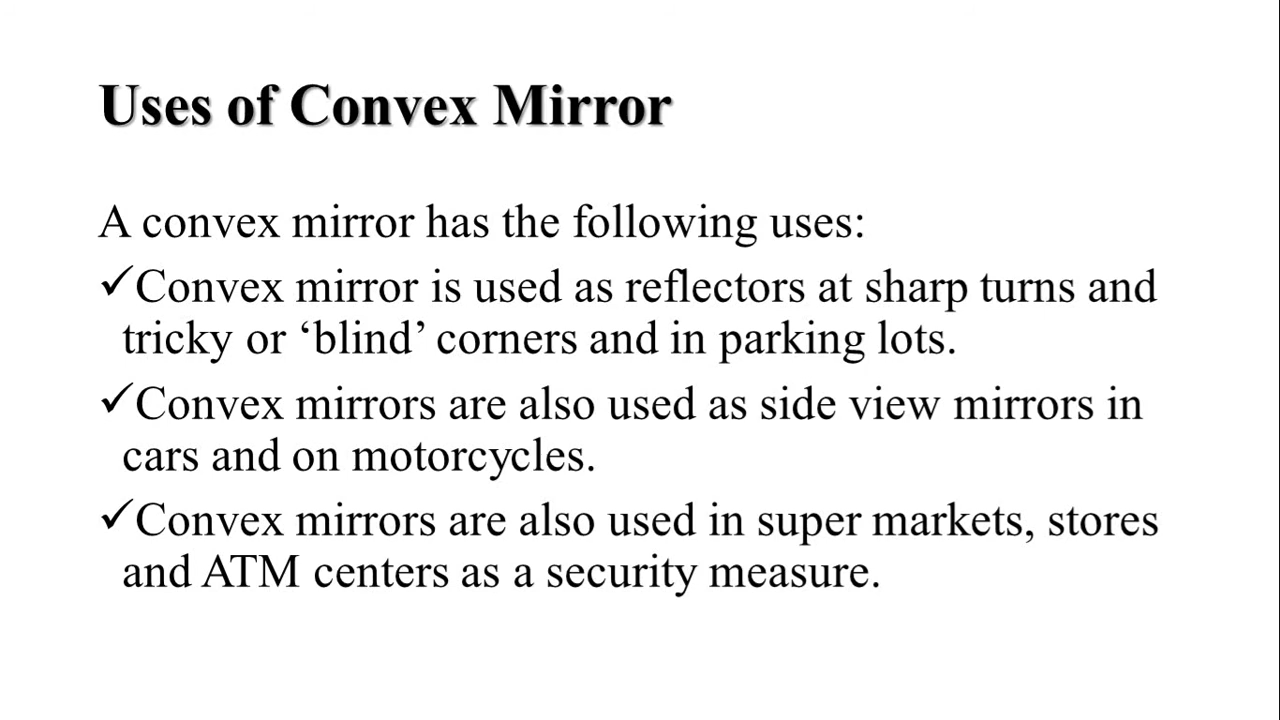 Uses of Convex Mirror
A convex mirror has the following uses:
✓Convex mirror is used as reflectors at sharp turns and
tricky or ‘blind’ corners and in parking lots.
✓Convex mirrors are also used as side view mirrors in
cars and on motorcycles.
✓Convex mirrors are also used in super markets, stores
and ATM centers as a security measure.